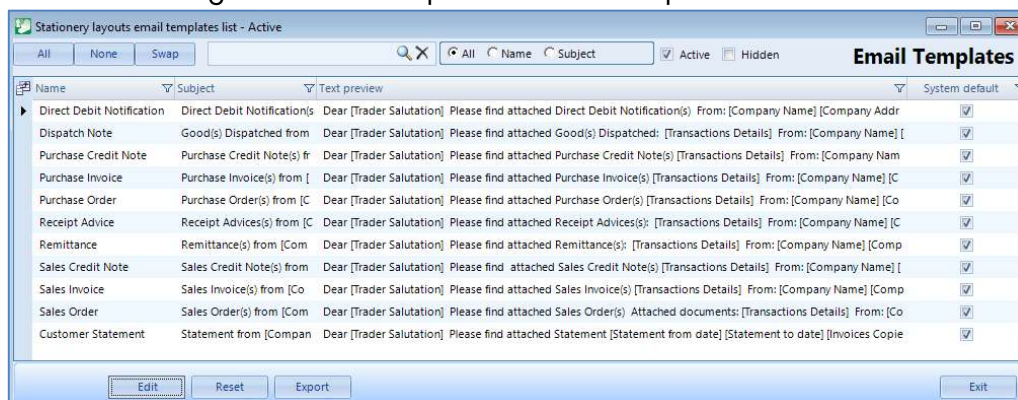 Stationery layouts email templates list - Active
All None Swap All Name Subject Active Hidden Email Templates
Name Subject Text preview System default
Direct Debit Notification Direct Debit Notification(s Dear [Trader Salutation] Please find attached Direct Debit Notification(s) From: [Company Name] [Company Addr
Dispatch Note Good(s) Dispatched from Dear [Trader Salutation] Please find attached Good(s) Dispatched: [Transactions Details] From: [Company Name] [
Purchase Credit Note Purchase Credit Note(s) fr Dear [Trader Salutation] Please find attached Purchase Credit Note(s) [Transactions Details] From: [Company Nam
Purchase Invoice Purchase Invoice(s) from [ Dear [Trader Salutation] Please find attached Purchase Invoice(s) [Transactions Details] From: [Company Name] [C
Purchase Order Purchase Order(s) from [C Dear [Trader Salutation] Please find attached Purchase Order(s) [Transactions Details] From: [Company Name] [Co
Receipt Advice Receipt Advices(s) from [C Dear [Trader Salutation] Please find attached Receipt Advices(s): [Transactions Details] From: [Company Name] [C
Remittance Remittance(s) from [Com Dear [Trader Salutation] Please find attached Remittance(s): [Transactions Details] From: [Company Name] [Comp
Sales Credit Note Sales Credit Note(s) from Dear [Trader Salutation] Please find attached Sales Credit Note(s) [Transactions Details] From: [Company Name] [
Sales Invoice Sales Invoice(s) from [Co Dear [Trader Salutation] Please find attached Sales Invoice(s) [Transactions Details] From: [Company Name] [Comp
Sales Order Sales Order(s) from [Com Dear [Trader Salutation] Please find attached Sales Order(s) Attached documents: [Transactions Details] From: [Co
Customer Statement Statement from [Compan Dear [Trader Salutation] Please find attached Statement [Statement from date] [Statement to date] [Invoices Copie
Edit Reset Export Exit